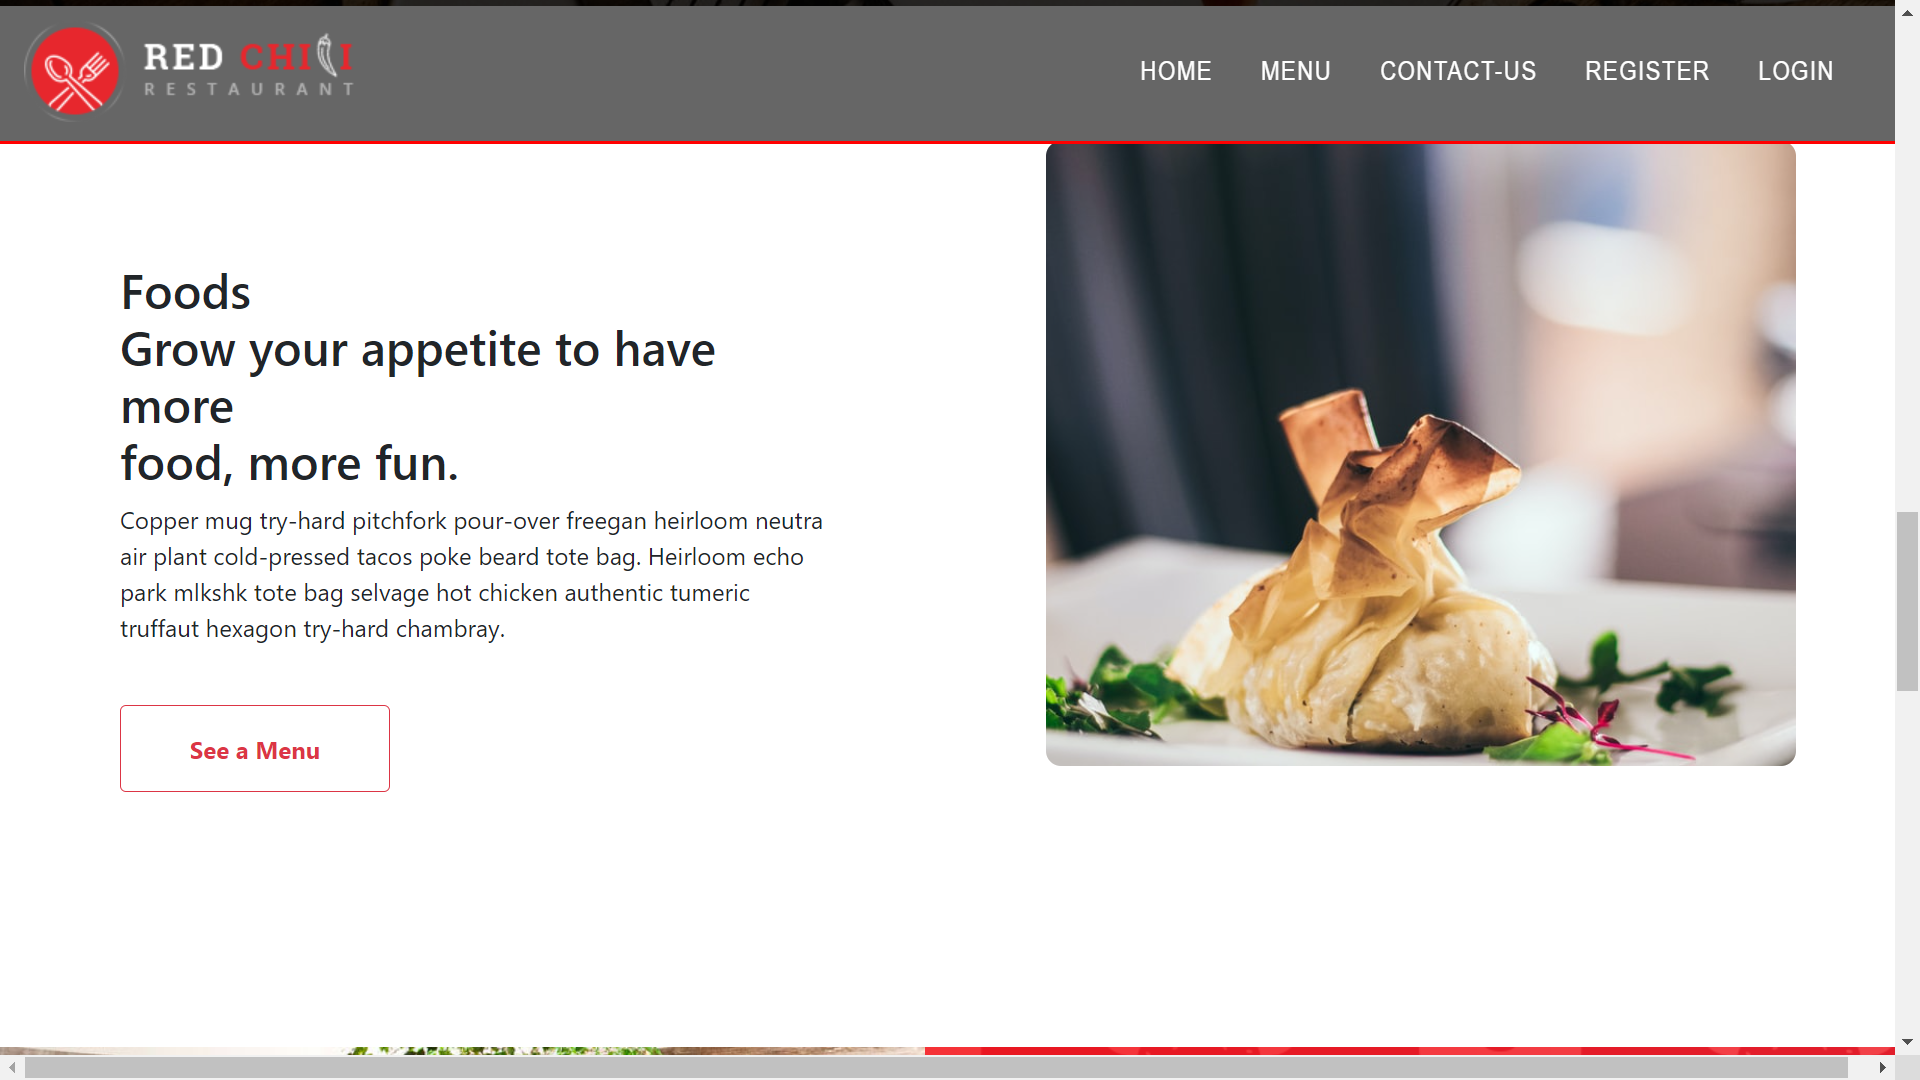 RED CHILI
RESTAURANT
HOME MENU CONTACT-US REGISTER LOGIN
Foods
Grow your appetite to have
more
food, more fun.
Copper mug try-hard pitchfork pour-over freegan heirloom neutra
air plant cold-pressed tacos poke beard tote bag. Heirloom echo
park mlkshk tote bag selvage hot chicken authentic tumeric
truffaut hexagon try-hard chambray.
See a Menu